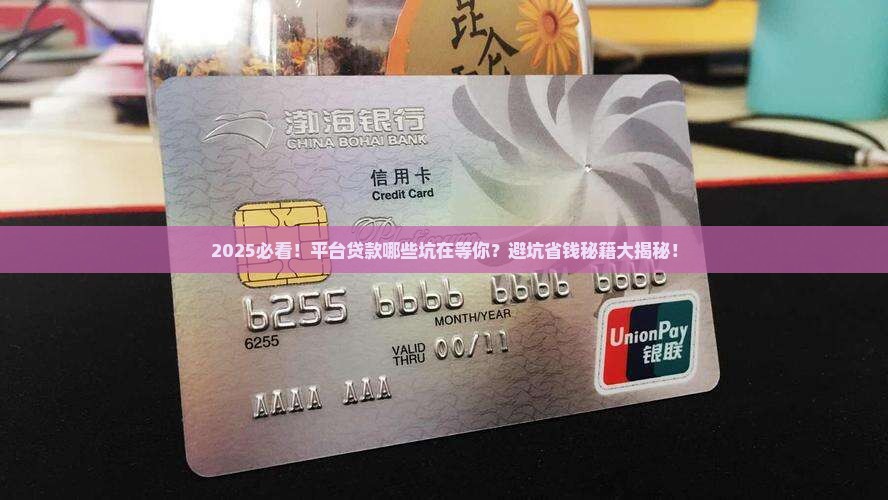 昆仑
渤海银行
CHINA BOHAI BANK
信用卡
Credit Card
2025必看！平台贷款哪些坑在等你？避坑省钱秘籍大揭秘！
6255 6666 6666 6666
6255
MONTH/YEAR
VALID THRU 00/11
UnionPay
银联
AAAA AAA